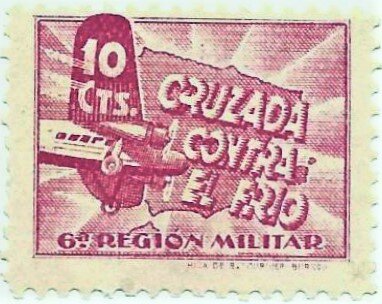 10
CTS.
CRUZADA
CONTRA
EL FRIO
6ª REGION MILITAR